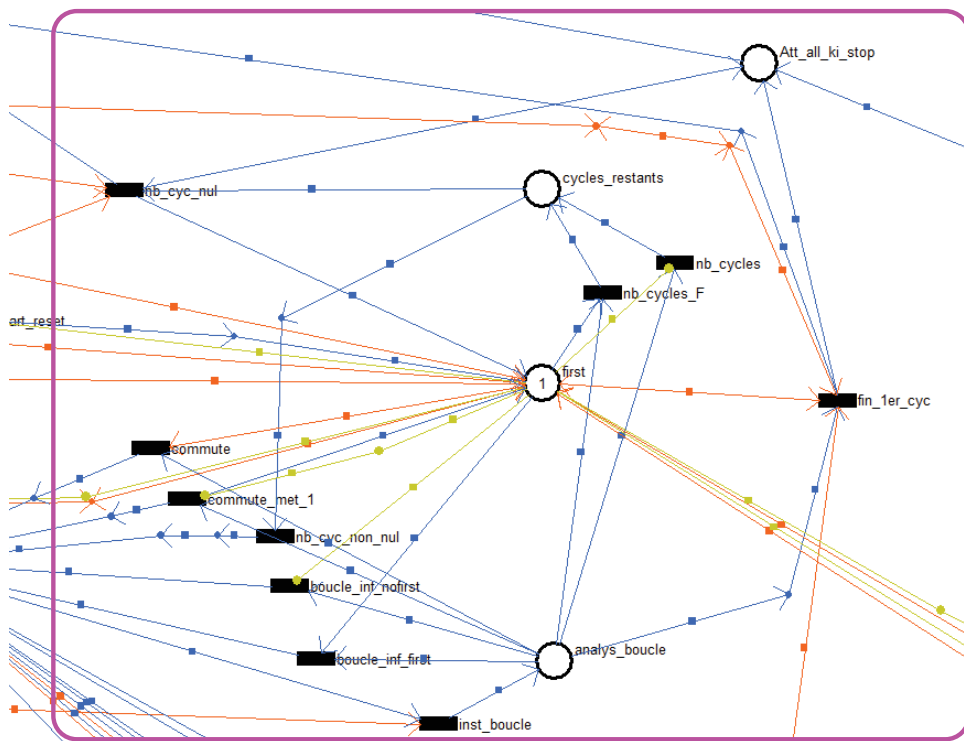 Att_all_ki_stop
cycles_restants
nb_cyc_nul
nb_cycles
nb_cycles_F
art_reset
first
1
fin_1er_cyc
commute
commute_met_1
nb_cyc_non_nul
boucle_inf_nofirst
analys_boucle
boucle_inf_first
inst_boucle